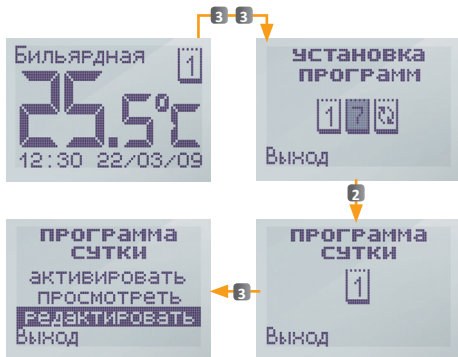 3 3
Бильярдная
1
25.5°C
12:30 22/03/09
УСТАНОВКА
ПРОГРАММ
1 7
Выход
2
ПРОГРАММА
СУТКИ
1
Выход
3
ПРОГРАММА
СУТКИ
активировать
просмотреть
редактировать
Выход